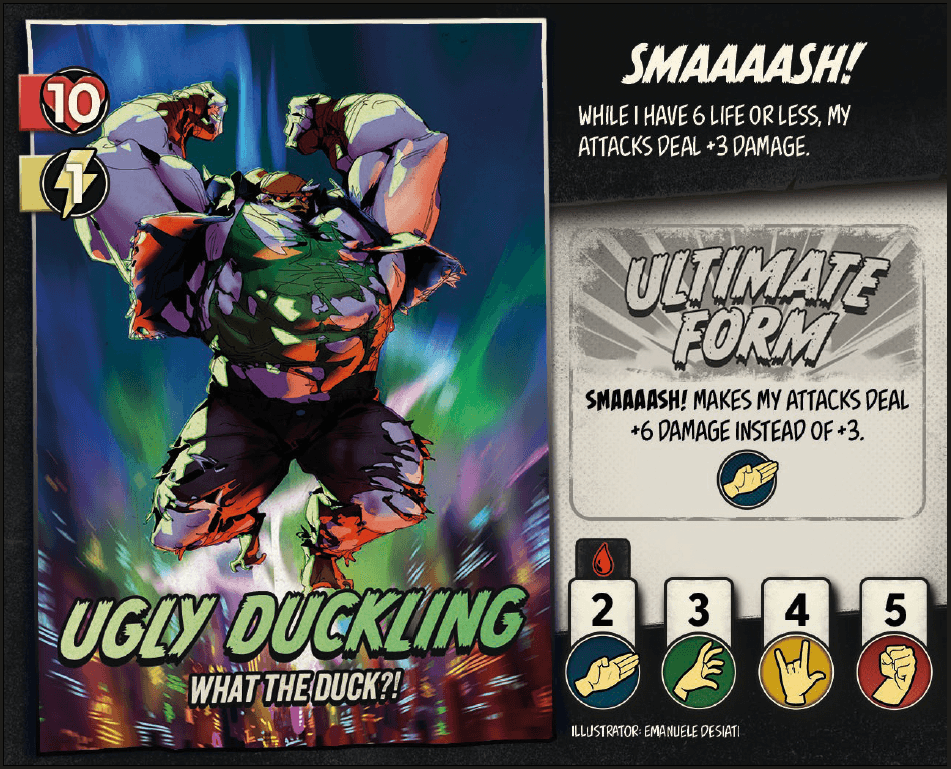 10
1
UGLY DUCKLING
WHAT THE DUCK?!
SMAAAASH!
WHILE I HAVE 6 LIFE OR LESS, MY
ATTACKS DEAL +3 DAMAGE.
ULTIMATE
FORM
SMAAAASH! MAKES MY ATTACKS DEAL
+6 DAMAGE INSTEAD OF +3.
2 3 4 5
ILLUSTRATOR: EMANUELE DESIATI